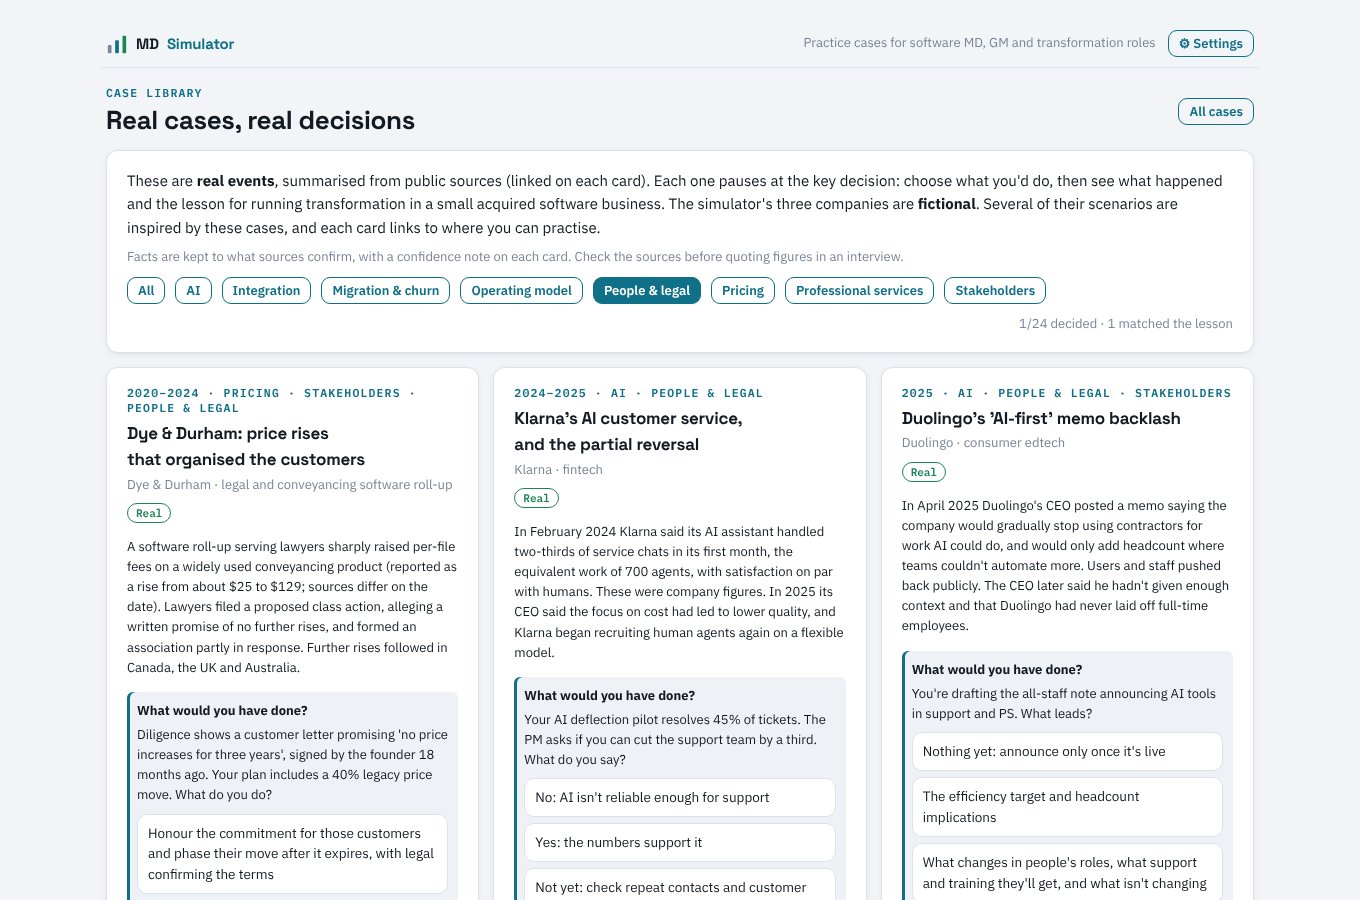 MD Simulator
Practice cases for software MD, GM and transformation roles
⚙ Settings
CASE LIBRARY
Real cases, real decisions
All cases
These are real events, summarised from public sources (linked on each card). Each one pauses at the key decision: choose what you'd do, then see what happened
and the lesson for running transformation in a small acquired software business. The simulator's three companies are fictional. Several of their scenarios are
inspired by these cases, and each card links to where you can practise.
Facts are kept to what sources confirm, with a confidence note on each card. Check the sources before quoting figures in an interview.
All
AI
Integration
Migration & churn
Operating model
People & legal
Pricing
Professional services
Stakeholders
1/24 decided · 1 matched the lesson
2020–2024 · PRICING · STAKEHOLDERS ·
PEOPLE & LEGAL
Dye & Durham: price rises
that organised the customers
Dye & Durham · legal and conveyancing software roll-up
Real
A software roll-up serving lawyers sharply raised per-file
fees on a widely used conveyancing product (reported as
a rise from about $25 to $129; sources differ on the
date). Lawyers filed a proposed class action, alleging a
written promise of no further rises, and formed an
association partly in response. Further rises followed in
Canada, the UK and Australia.
What would you have done?
Diligence shows a customer letter promising 'no price
increases for three years', signed by the founder 18
months ago. Your plan includes a 40% legacy price
move. What do you do?
Honour the commitment for those customers
and phase their move after it expires, with legal
confirming the terms
2024–2025 · AI · PEOPLE & LEGAL
Klarna's AI customer service,
and the partial reversal
Klarna · fintech
Real
In February 2024 Klarna said its AI assistant handled
two-thirds of service chats in its first month, the
equivalent work of 700 agents, with satisfaction on par
with humans. These were company figures. In 2025 its
CEO said the focus on cost had led to lower quality, and
Klarna began recruiting human agents again on a flexible
model.
What would you have done?
Your AI deflection pilot resolves 45% of tickets. The
PM asks if you can cut the support team by a third.
What do you say?
No: AI isn't reliable enough for support
Yes: the numbers support it
Not yet: check repeat contacts and customer
2025 · AI · PEOPLE & LEGAL · STAKEHOLDERS
Duolingo's 'AI-first' memo backlash
Duolingo · consumer edtech
Real
In April 2025 Duolingo's CEO posted a memo saying the
company would gradually stop using contractors for
work AI could do, and would only add headcount where
teams couldn't automate more. Users and staff pushed
back publicly. The CEO later said he hadn't given enough
context and that Duolingo had never laid off full-time
employees.
What would you have done?
You're drafting the all-staff note announcing AI tools
in support and PS. What leads?
Nothing yet: announce only once it's live
The efficiency target and headcount
implications
What changes in people's roles, what support
and training they'll get, and what isn't changing